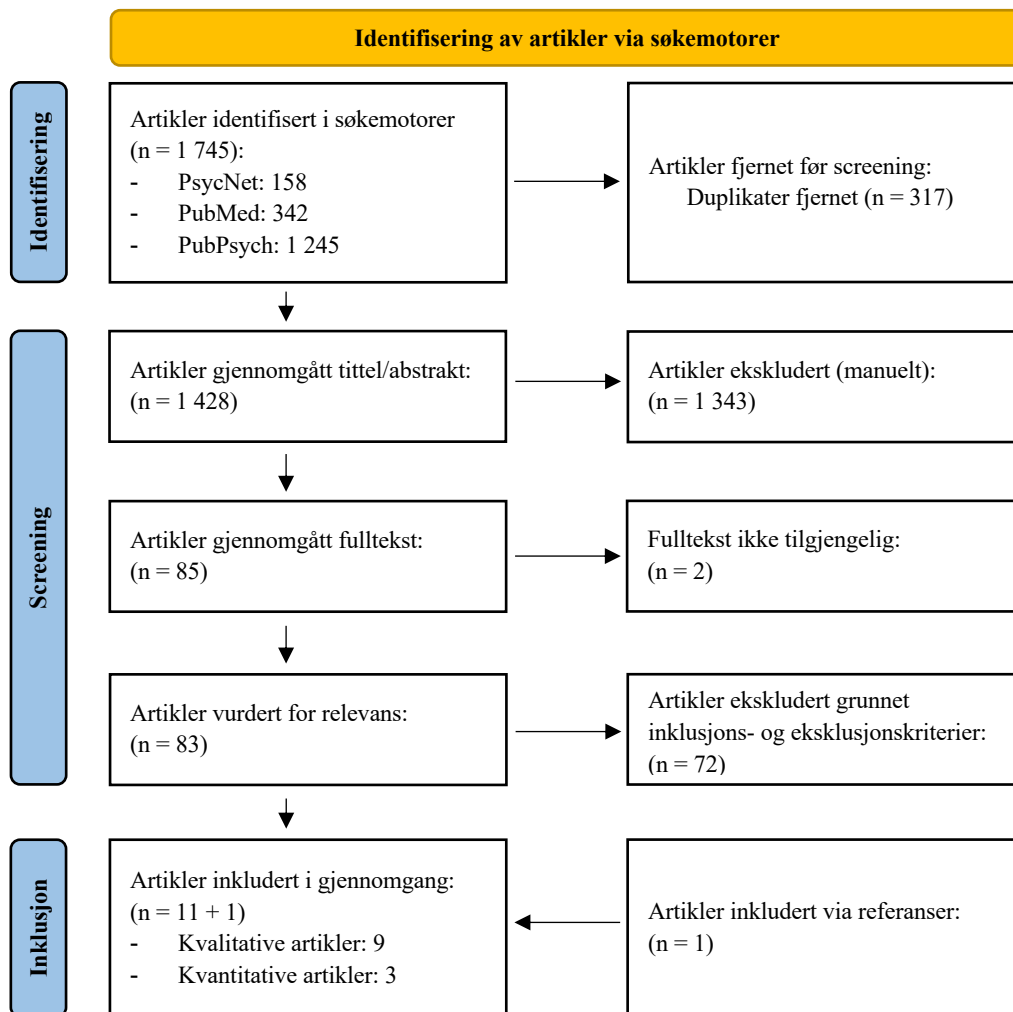 Identifisering av artikler via søkemotorer
Identifisering
Artikler identifisert i søkemotorer
(n = 1 745):
- PsycNet: 158
- PubMed: 342
- PubPsych: 1 245
Artikler fjernet før screening:
Duplikater fjernet (n = 317)
Screening
Artikler gjennomgått tittel/abstrakt:
(n = 1 428)
Artikler ekskludert (manuelt):
(n = 1 343)
Artikler gjennomgått fulltekst:
(n = 85)
Fulltekst ikke tilgjengelig:
(n = 2)
Artikler vurdert for relevans:
(n = 83)
Artikler ekskludert grunnet
inklusjons- og eksklusjonskriterier:
(n = 72)
Inklusjon
Artikler inkludert i gjennomgang:
(n = 11 + 1)
- Kvalitative artikler: 9
- Kvantitative artikler: 3
Artikler inkludert via referanser:
(n = 1)